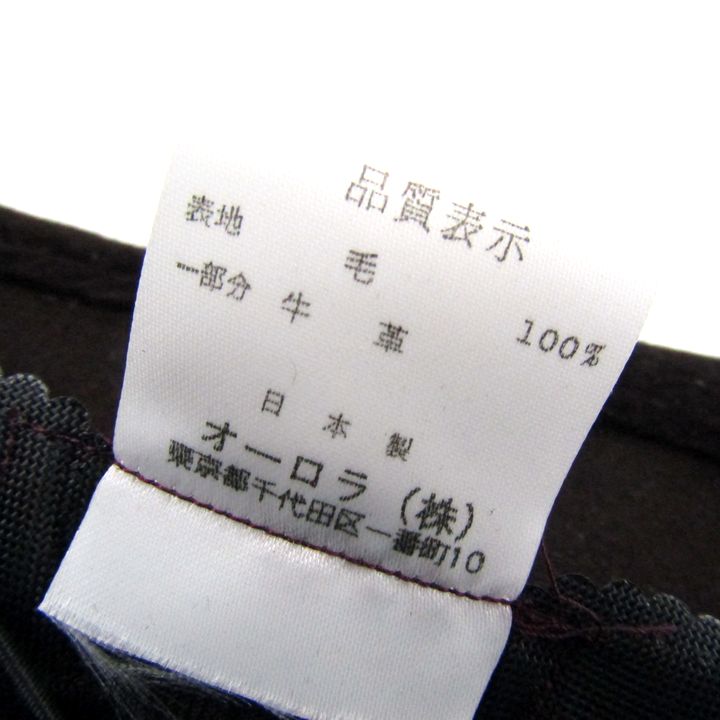 品質表示
表地 毛 100%
一部分 牛革
日本製
オーロラ(株)
東京都千代田区一番町10